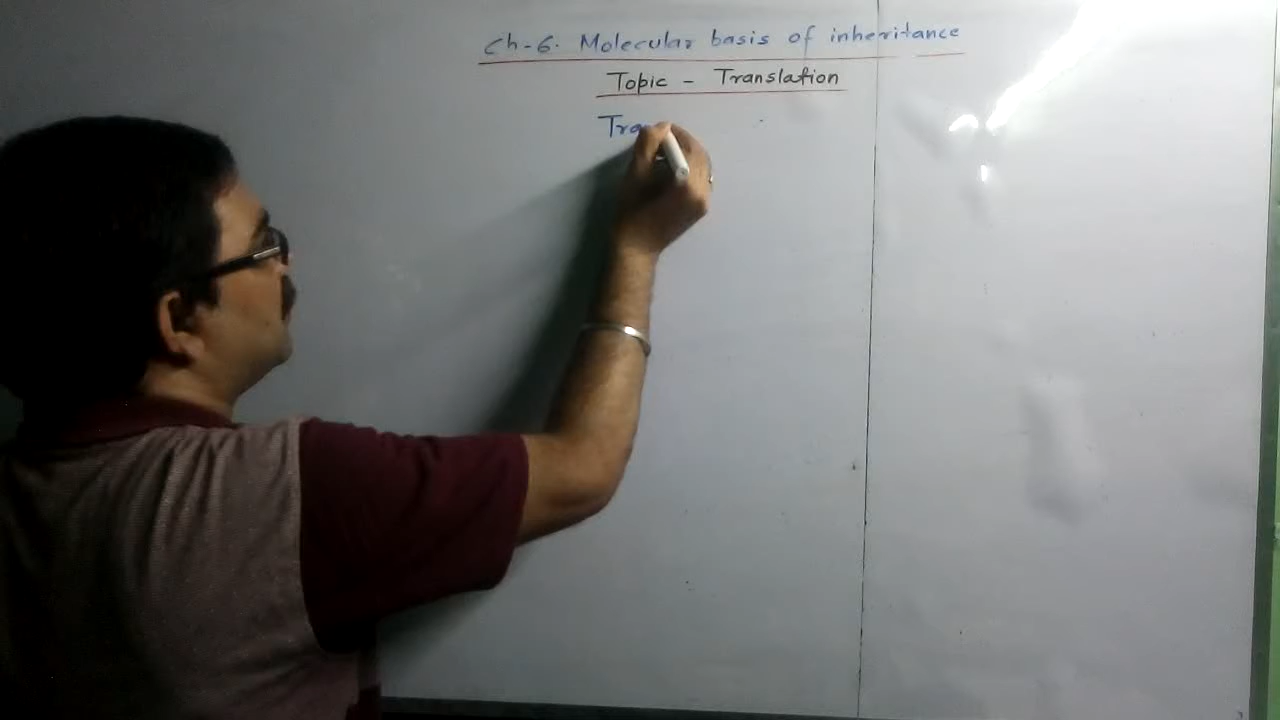 Ch-6. Molecular basis of inheritance
Topic - Translation
Tra